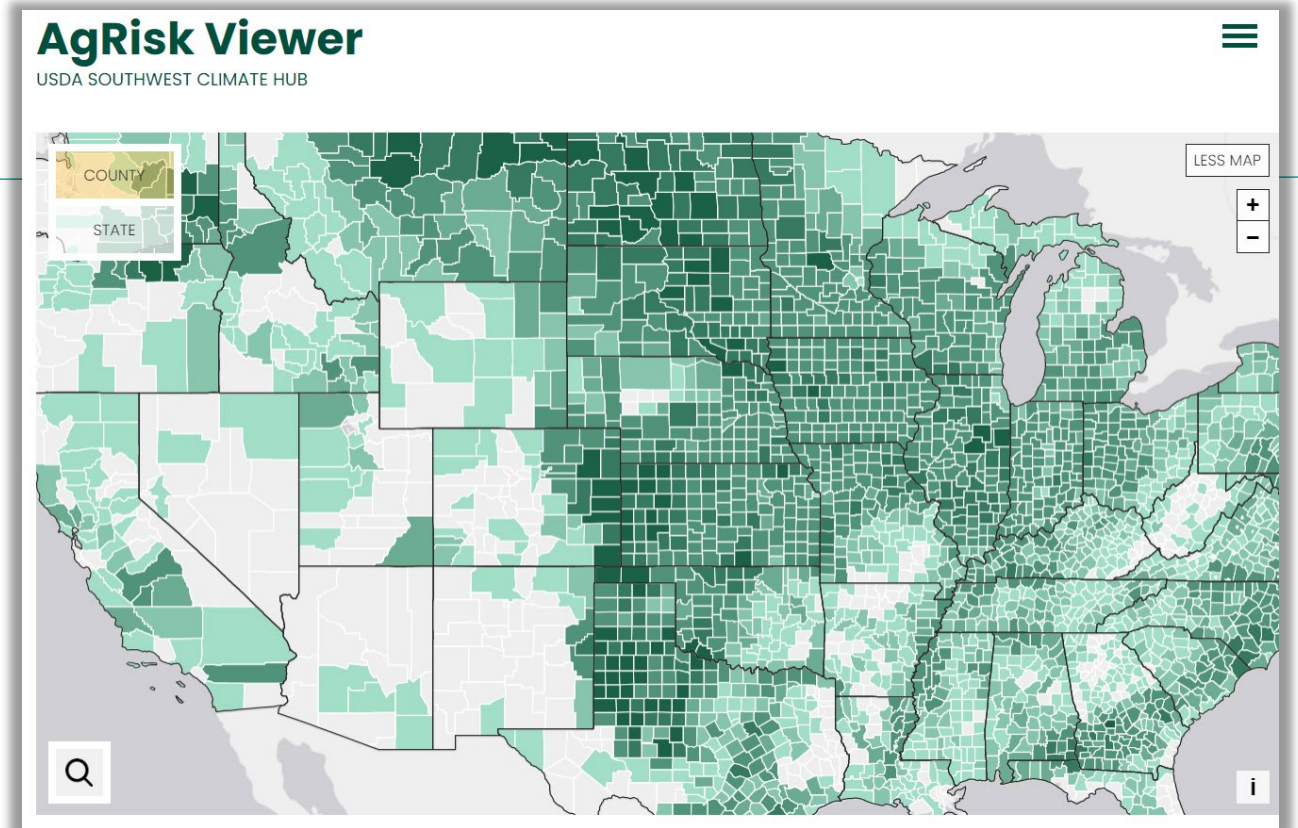 AgRisk Viewer
USDA SOUTHWEST CLIMATE HUB
COUNTY
STATE
LESS MAP
+
−
i